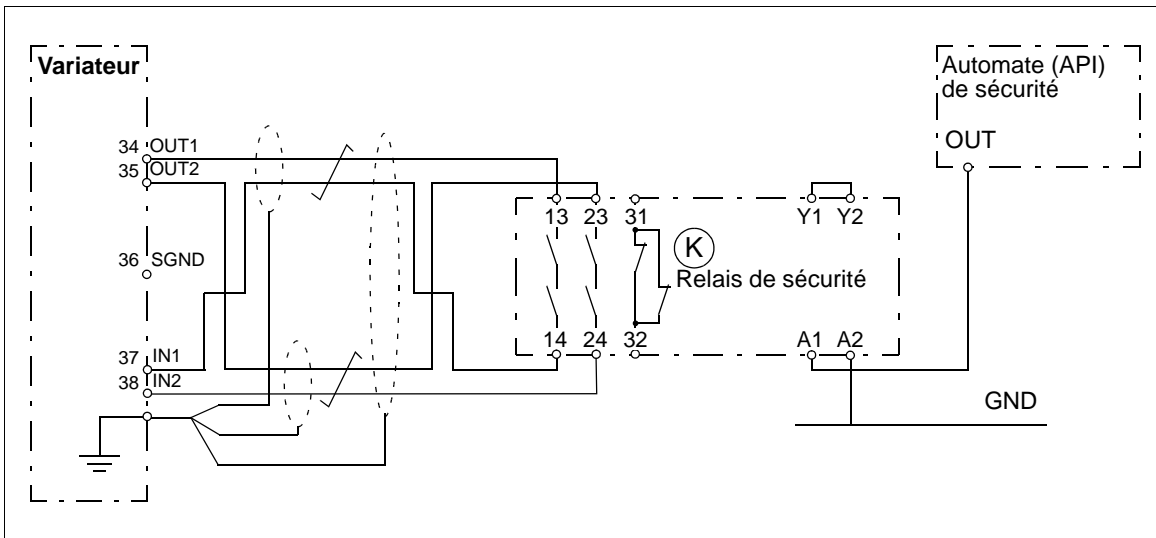 Variateur
Automate (API)
de sécurité
OUT
34 OUT1
35 OUT2
13 23 31
Y1 Y2
K
36 SGND
Relais de sécurité
14 24 32
A1 A2
37 IN1
38 IN2
GND